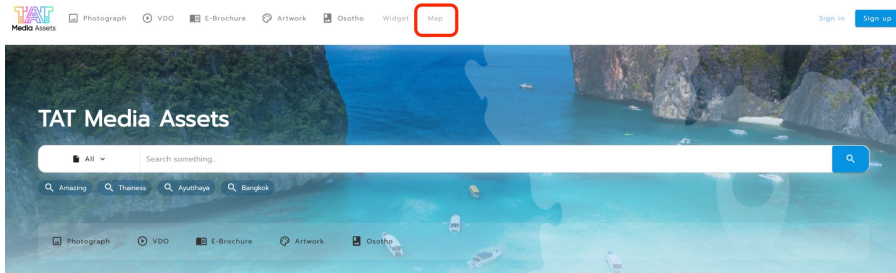 TAT
Media Assets
Photograph VDO E-Brochure Artwork Osotho Widget Map Sign in Sign up
TAT Media Assets
All Search something...
Amazing Thainess Ayutthaya Bangkok
Photograph VDO E-Brochure Artwork Osotho